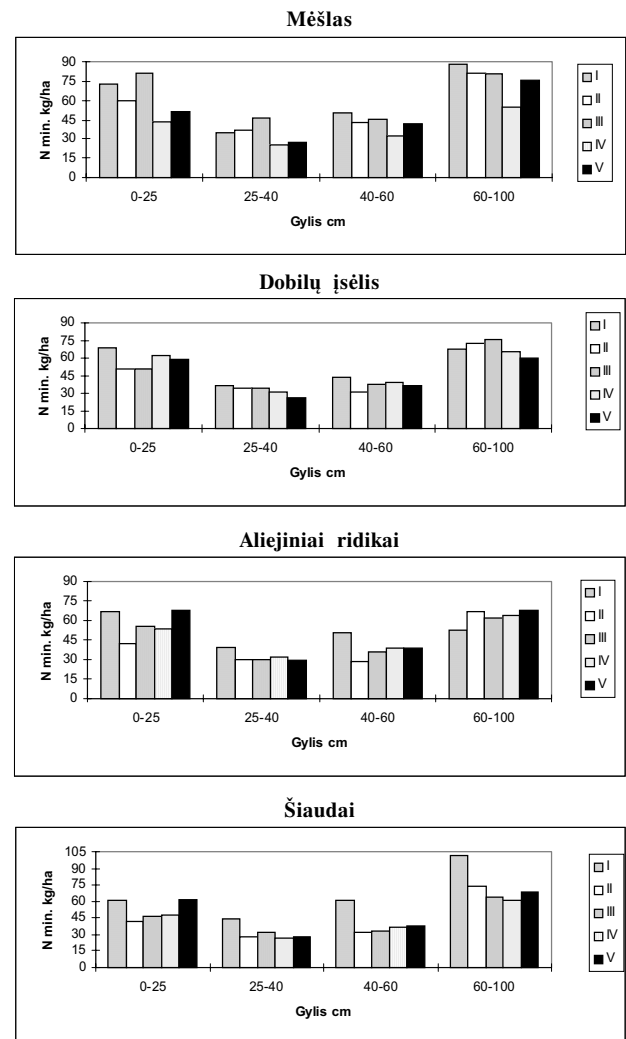 Mėšlas
90
75
60
45
30
15
0
N min. kg/ha
0-25 25-40 40-60 60-100
Gylis cm
I
II
III
IV
V
Dobilų įsėlis
90
75
60
45
30
15
0
N min. kg/ha
0-25 25-40 40-60 60-100
Gylis cm
I
II
III
IV
V
Aliejiniai ridikai
90
75
60
45
30
15
0
N min. kg/ha
0-25 25-40 40-60 60-100
Gylis cm
I
II
III
IV
V
Šiaudai
105
90
75
60
45
30
15
0
N min. kg/ha
0-25 25-40 40-60 60-100
Gylis cm
I
II
III
IV
V